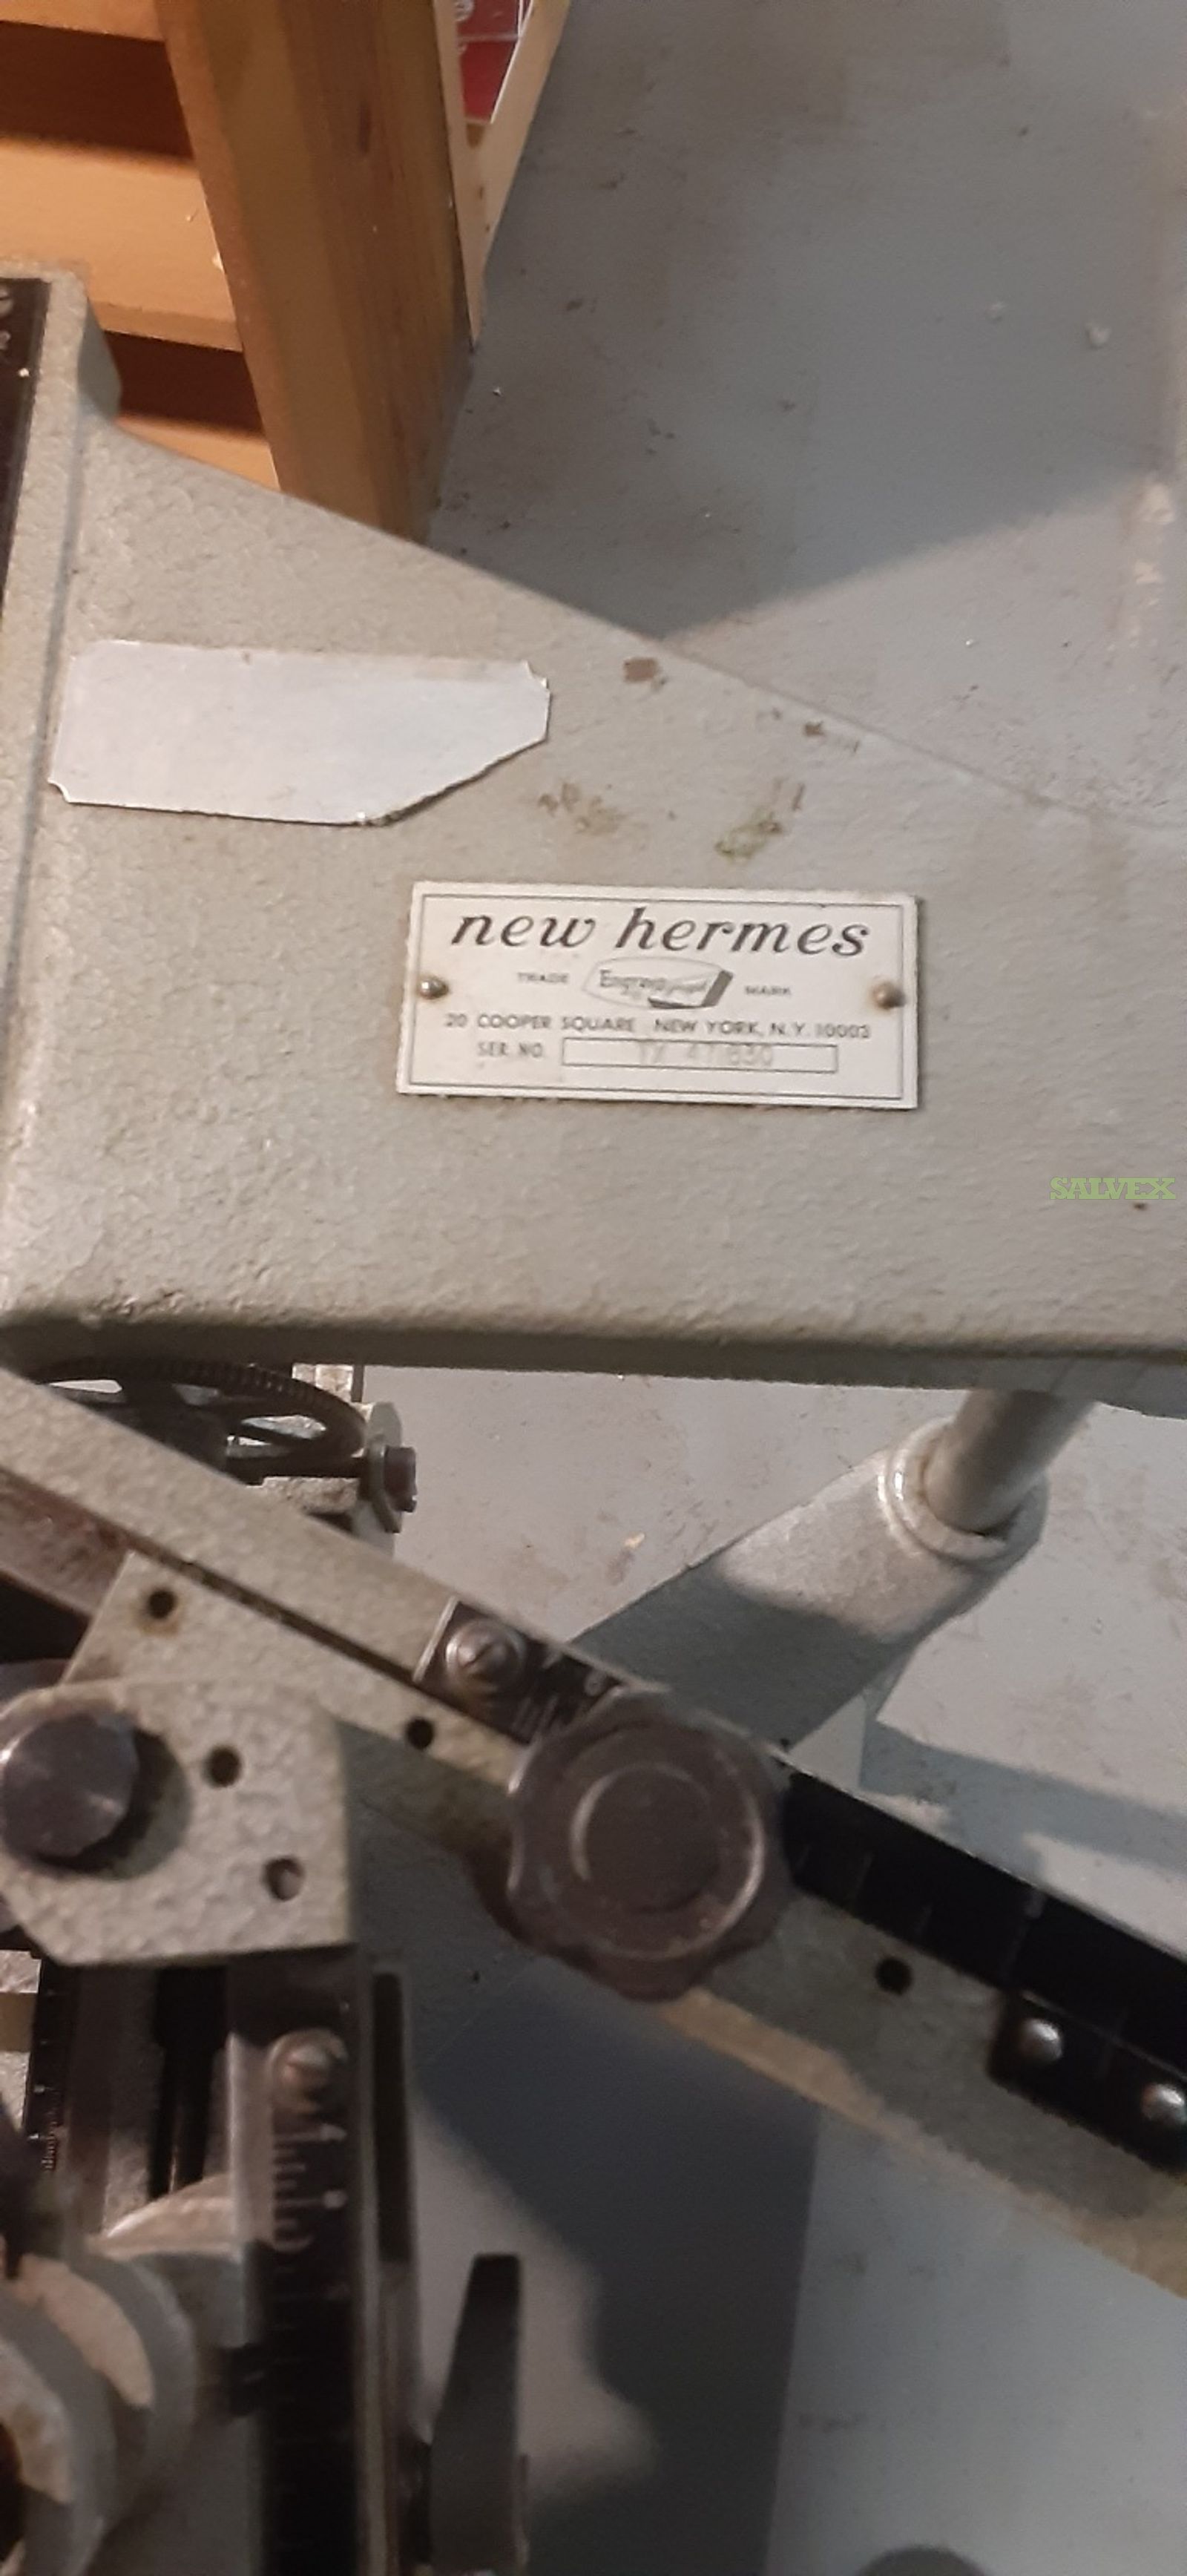 new hermes
TRADE Engravograph MARK
20 COOPER SQUARE NEW YORK, N.Y. 10003
SER. NO.
SALVEX